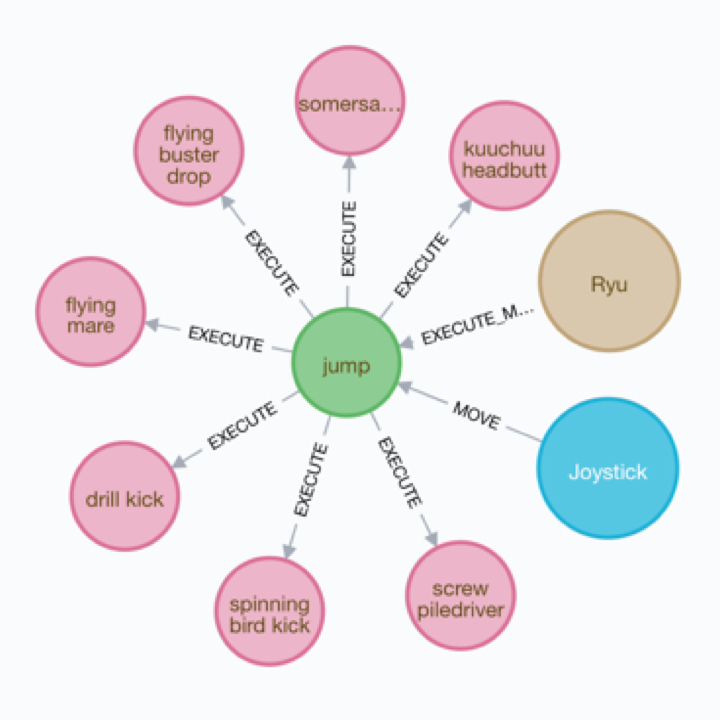 somersa...
flying
buster
drop
kuuchuu
headbutt
EXECUTE
EXECUTE
EXECUTE
Ryu
flying
mare
EXECUTE
EXECUTE_M...
jump
EXECUTE
MOVE
Joystick
drill kick
EXECUTE
EXECUTE
spinning
bird kick
screw
piledriver